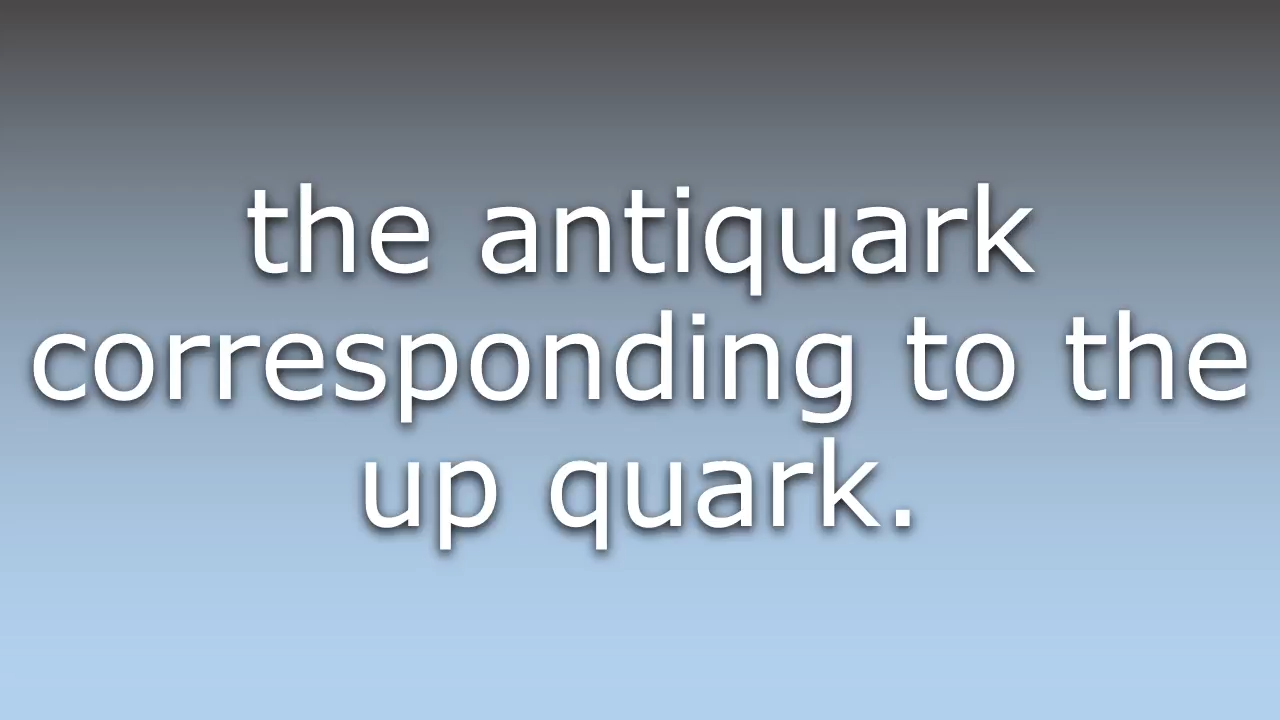 the antiquark
corresponding to the
up quark.